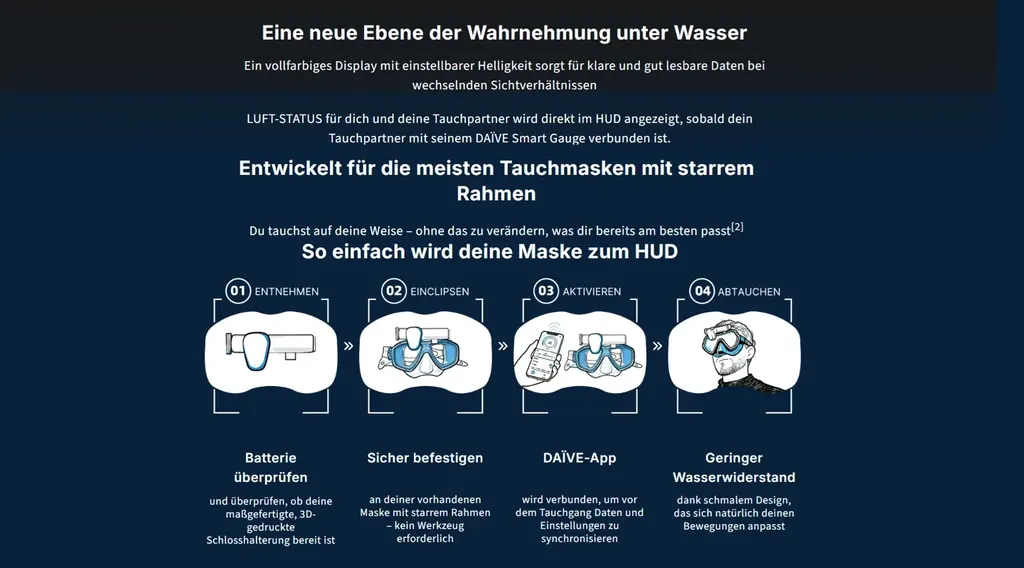 Eine neue Ebene der Wahrnehmung unter Wasser
Ein vollfarbiges Display mit einstellbarer Helligkeit sorgt für klare und gut lesbare Daten bei
wechselnden Sichtverhältnissen
LUFT-STATUS für dich und deine Tauchpartner wird direkt im HUD angezeigt, sobald dein
Tauchpartner mit seinem DAÏVE Smart Gauge verbunden ist.
Entwickelt für die meisten Tauchmasken mit starrem
Rahmen
Du tauchst auf deine Weise – ohne das zu verändern, was dir bereits am besten passt[2]
So einfach wird deine Maske zum HUD
01 ENTNEHMEN
02 EINCLIPSEN
03 AKTIVIEREN
04 ABTAUCHEN
» » »
Batterie
überprüfen
und überprüfen, ob deine
maßgefertigte, 3D-
gedruckte
Schlosshalterung bereit ist
Sicher befestigen
an deiner vorhandenen
Maske mit starrem Rahmen
– kein Werkzeug
erforderlich
DAÏVE-App
wird verbunden, um vor
dem Tauchgang Daten und
Einstellungen zu
synchronisieren
Geringer
Wasserwiderstand
dank schmalem Design,
das sich natürlich deinen
Bewegungen anpasst